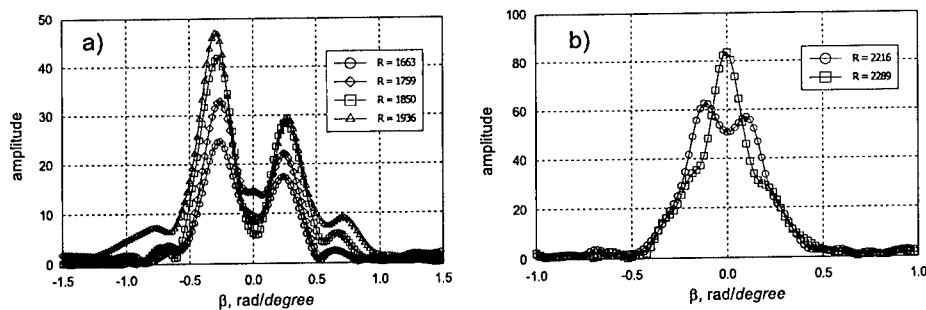 a)
50
40
30
20
10
0
amplitude
R = 1663
R = 1759
R = 1850
R = 1936
-1.5 -1.0 -0.5 0.0 0.5 1.0 1.5
β, rad/degree
b)
100
80
60
40
20
0
amplitude
R = 2216
R = 2289
-1.0 -0.5 0.0 0.5 1.0
β, rad/degree